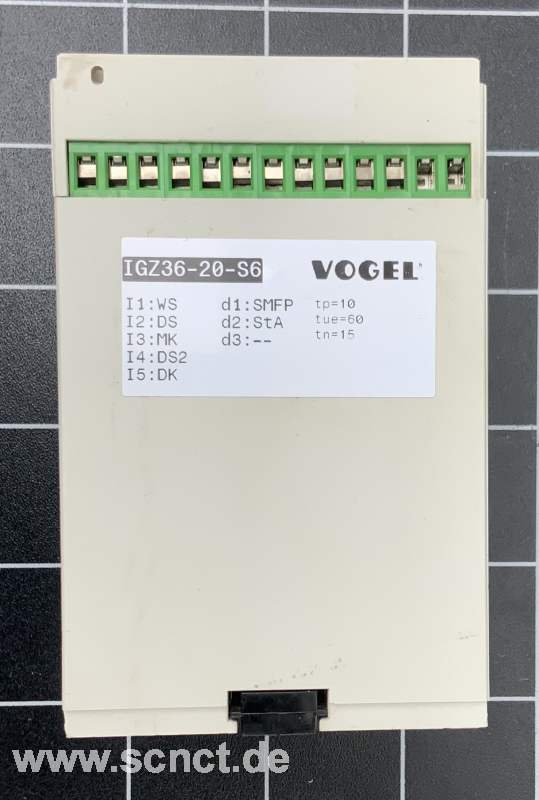 IGZ36-20-S6
VOGEL
I1:WS d1:SMFP tp=10
I2:DS d2:StA tue=60
I3:MK d3:-- tn=15
I4:DS2
I5:DK
www.scnct.de